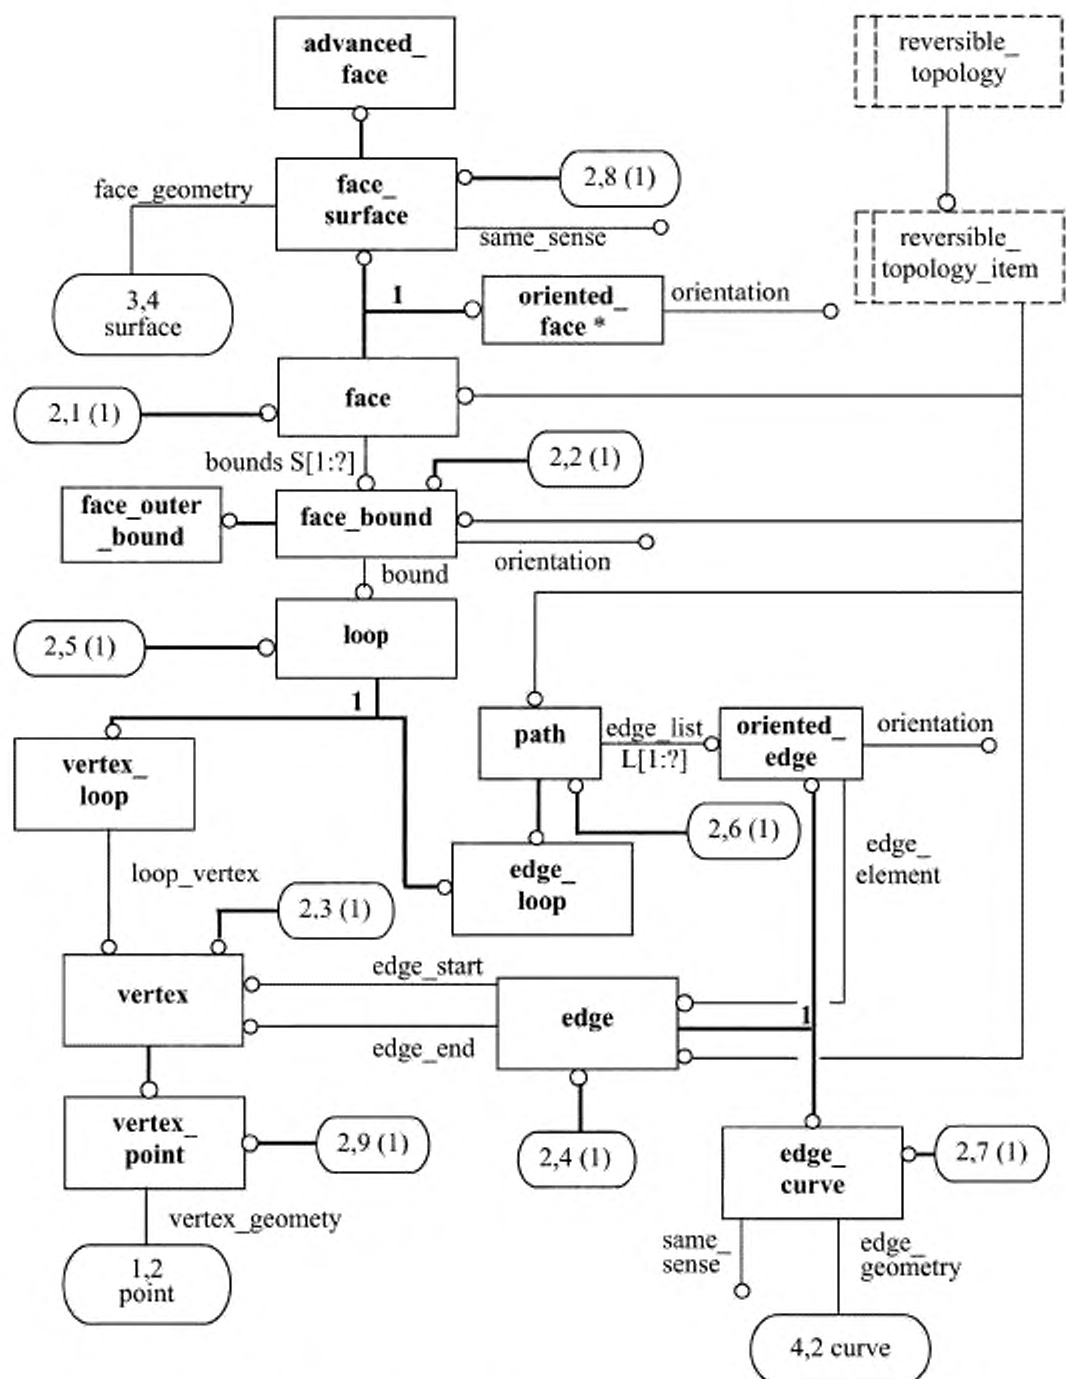 advanced_
face
reversible_
topology
face_
surface
2,8 (1)
face_geometry
same_sense
reversible_
topology_item
3,4
surface
1
oriented_
face *
orientation
face
2,1 (1)
bounds S[1:?]
2,2 (1)
face_outer
_bound
face_bound
orientation
bound
loop
2,5 (1)
1
path
edge_list
L[1:?]
oriented_
edge
orientation
vertex_
loop
2,6 (1)
edge_
element
edge_
loop
loop_vertex
2,3 (1)
vertex
edge_start
edge_end
edge
1
vertex_
point
2,9 (1)
2,4 (1)
edge_
curve
2,7 (1)
vertex_geomety
same_
sense
edge_
geometry
1,2
point
4,2 curve